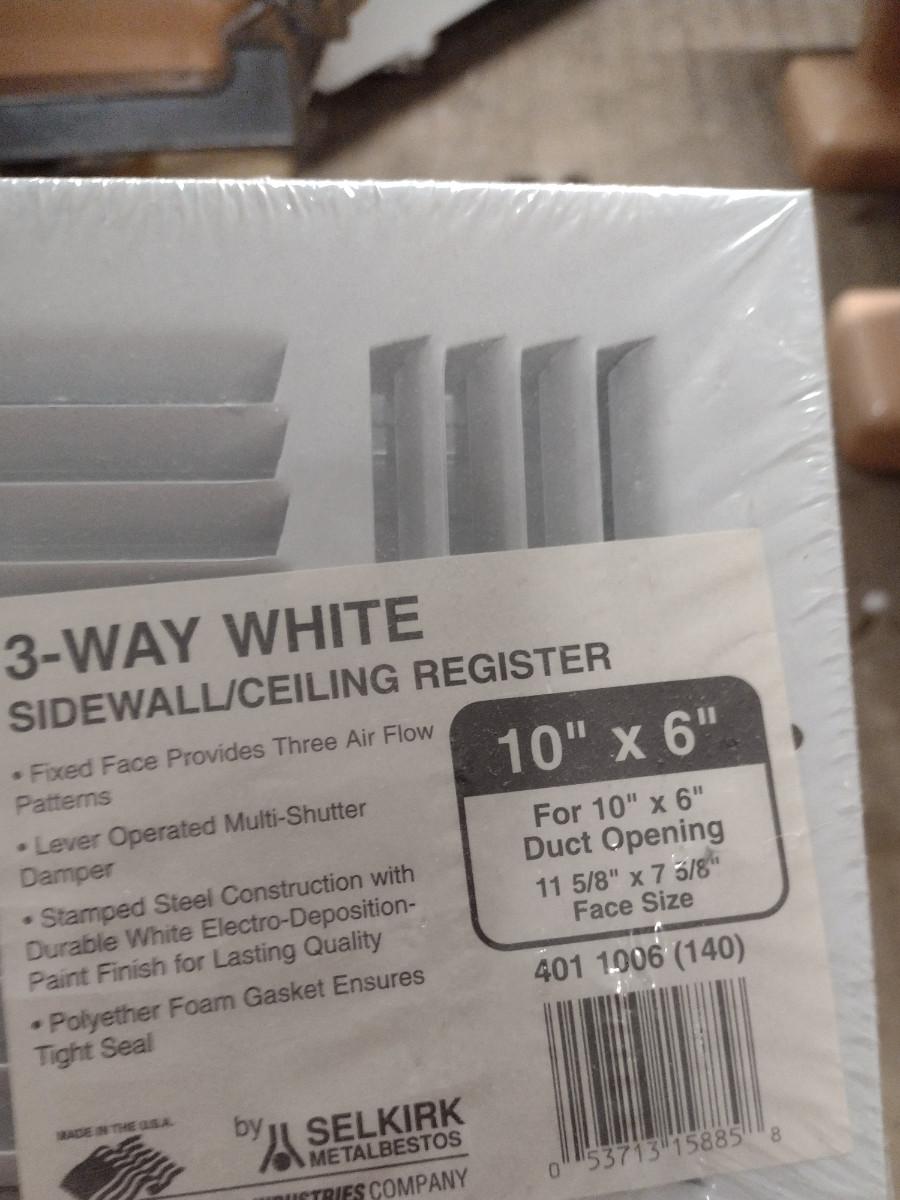 3-WAY WHITE
SIDEWALL/CEILING REGISTER
• Fixed Face Provides Three Air Flow
Patterns
• Lever Operated Multi-Shutter
Damper
• Stamped Steel Construction with
Durable White Electro-Deposition-
Paint Finish for Lasting Quality
• Polyether Foam Gasket Ensures
Tight Seal
10" x 6"
For 10" x 6"
Duct Opening
11 5/8" x 7 5/8"
Face Size
401 1006 (140)
0 53713 15885 8
MADE IN THE U.S.A.
by SELKIRK
METALBESTOS
INDUSTRIES COMPANY